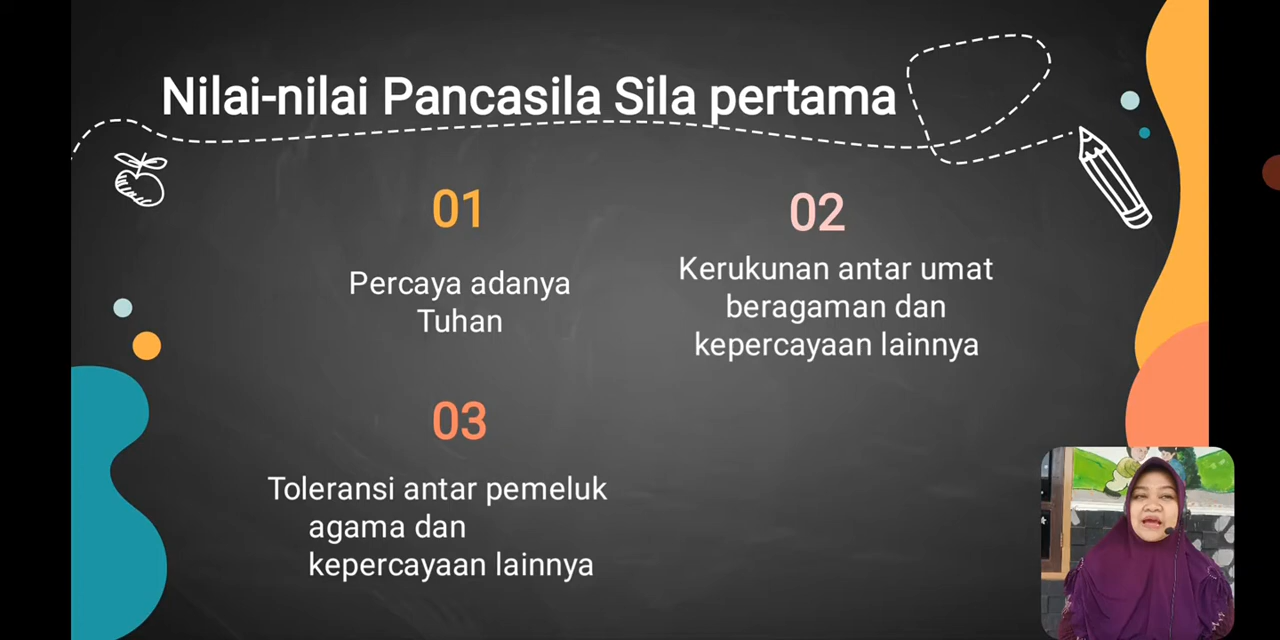 Nilai-nilai Pancasila Sila pertama
01
Percaya adanya
Tuhan
02
Kerukunan antar umat
beragaman dan
kepercayaan lainnya
03
Toleransi antar pemeluk
agama dan
kepercayaan lainnya